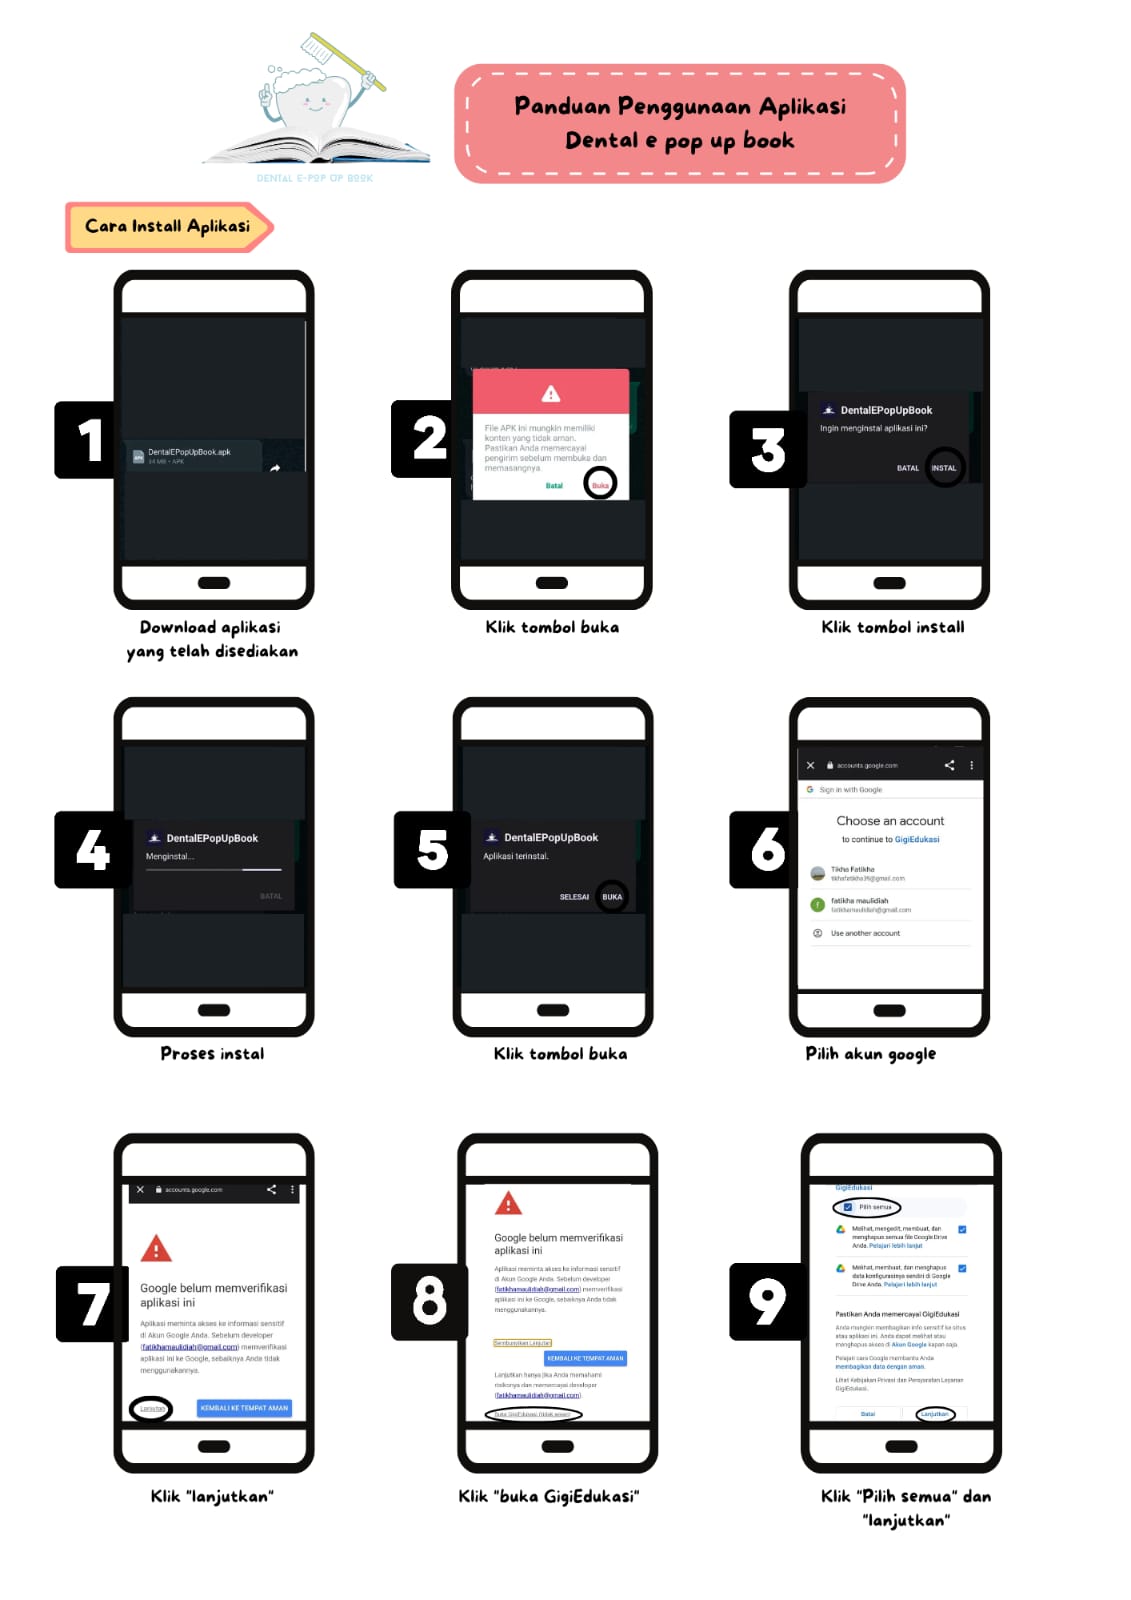 DENTAL E-POP UP BOOK
Panduan Penggunaan Aplikasi
Dental e pop up book
Cara Install Aplikasi
1
DentalEPopUpBook.apk
34 MB • APK
Download aplikasi
yang telah disediakan
2
File APK ini mungkin memiliki
konten yang tidak aman.
Pastikan Anda memercayai
pengirim sebelum membuka dan
memasangnya.
Batal Buka
Klik tombol buka
3
DentalEPopUpBook
Ingin menginstal aplikasi ini?
BATAL INSTAL
Klik tombol install
4
DentalEPopUpBook
Menginstal...
BATAL
Proses instal
5
DentalEPopUpBook
Aplikasi terinstal.
SELESAI BUKA
Klik tombol buka
6
accounts.google.com
Sign in with Google
Choose an account
to continue to GigiEdukasi
Tikha Fatikha
fatikha maulidiah
fatikhamaulidiah@gmail.com
Use another account
Pilih akun google
7
accounts.google.com
Google belum memverifikasi
aplikasi ini
Aplikasi meminta akses ke informasi sensitif
di Akun Google Anda. Sebelum developer
(fatikhamaulidiah@gmail.com) memverifikasi
aplikasi ini ke Google, sebaiknya Anda tidak
menggunakannya.
Lanjutan KEMBALI KE TEMPAT AMAN
Klik "lanjutkan"
8
Google belum memverifikasi
aplikasi ini
Aplikasi meminta akses ke informasi sensitif
di Akun Google Anda. Sebelum developer
(fatikhamaulidiah@gmail.com) memverifikasi
aplikasi ini ke Google, sebaiknya Anda tidak
menggunakannya.
Sembunyikan Lanjutan
KEMBALI KE TEMPAT AMAN
Lanjutkan hanya jika Anda memahami
risikonya dan memercayai developer
(fatikhamaulidiah@gmail.com).
Buka GigiEdukasi (tidak aman)
Klik "buka GigiEdukasi"
9
GigiEdukasi
Pilih semua
Melihat, mengedit, membuat, dan
menghapus semua file Google Drive
Anda. Pelajari lebih lanjut
Melihat, membuat, dan menghapus
data konfigurasinya sendiri di Google
Drive Anda. Pelajari lebih lanjut
Pastikan Anda memercayai GigiEdukasi
Anda mungkin membagikan info sensitif ke situs
atau aplikasi ini. Anda dapat melihat atau
menghapus akses di Akun Google kapan saja.
Pelajari cara Google membantu Anda
membagikan data dengan aman.
Lihat Kebijakan Privasi dan Persyaratan Layanan
GigiEdukasi.
Batal Lanjutkan
Klik "Pilih semua" dan
"lanjutkan"